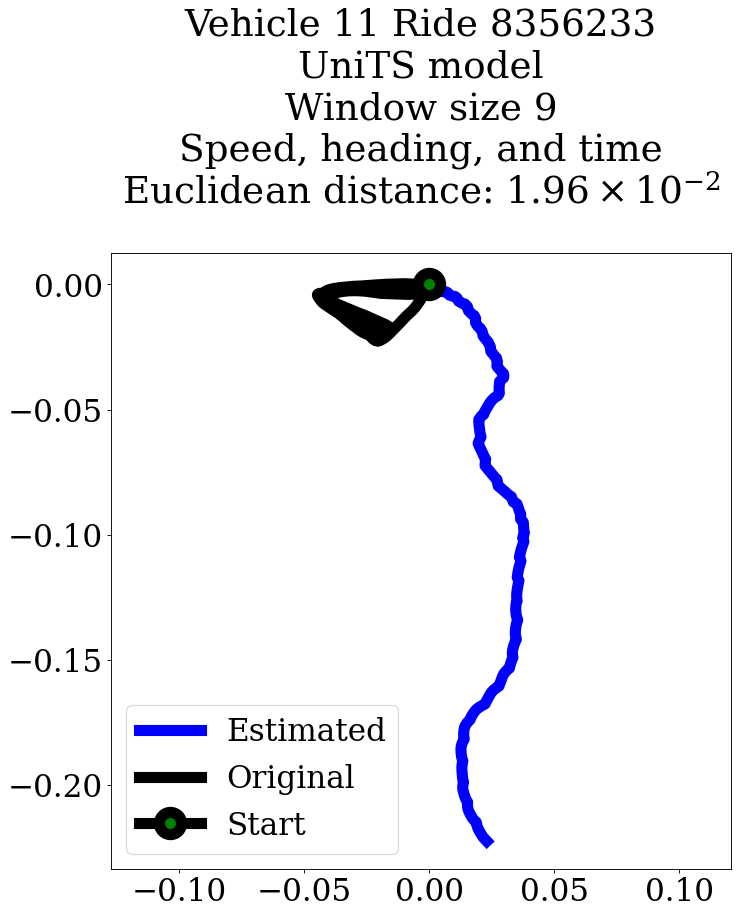 Vehicle 11 Ride 8356233
UniTS model
Window size 9
Speed, heading, and time
Euclidean distance: 1.96 × 10⁻²
0.00
−0.05
−0.10
−0.15
−0.20
Estimated
Original
Start
−0.10 −0.05 0.00 0.05 0.10